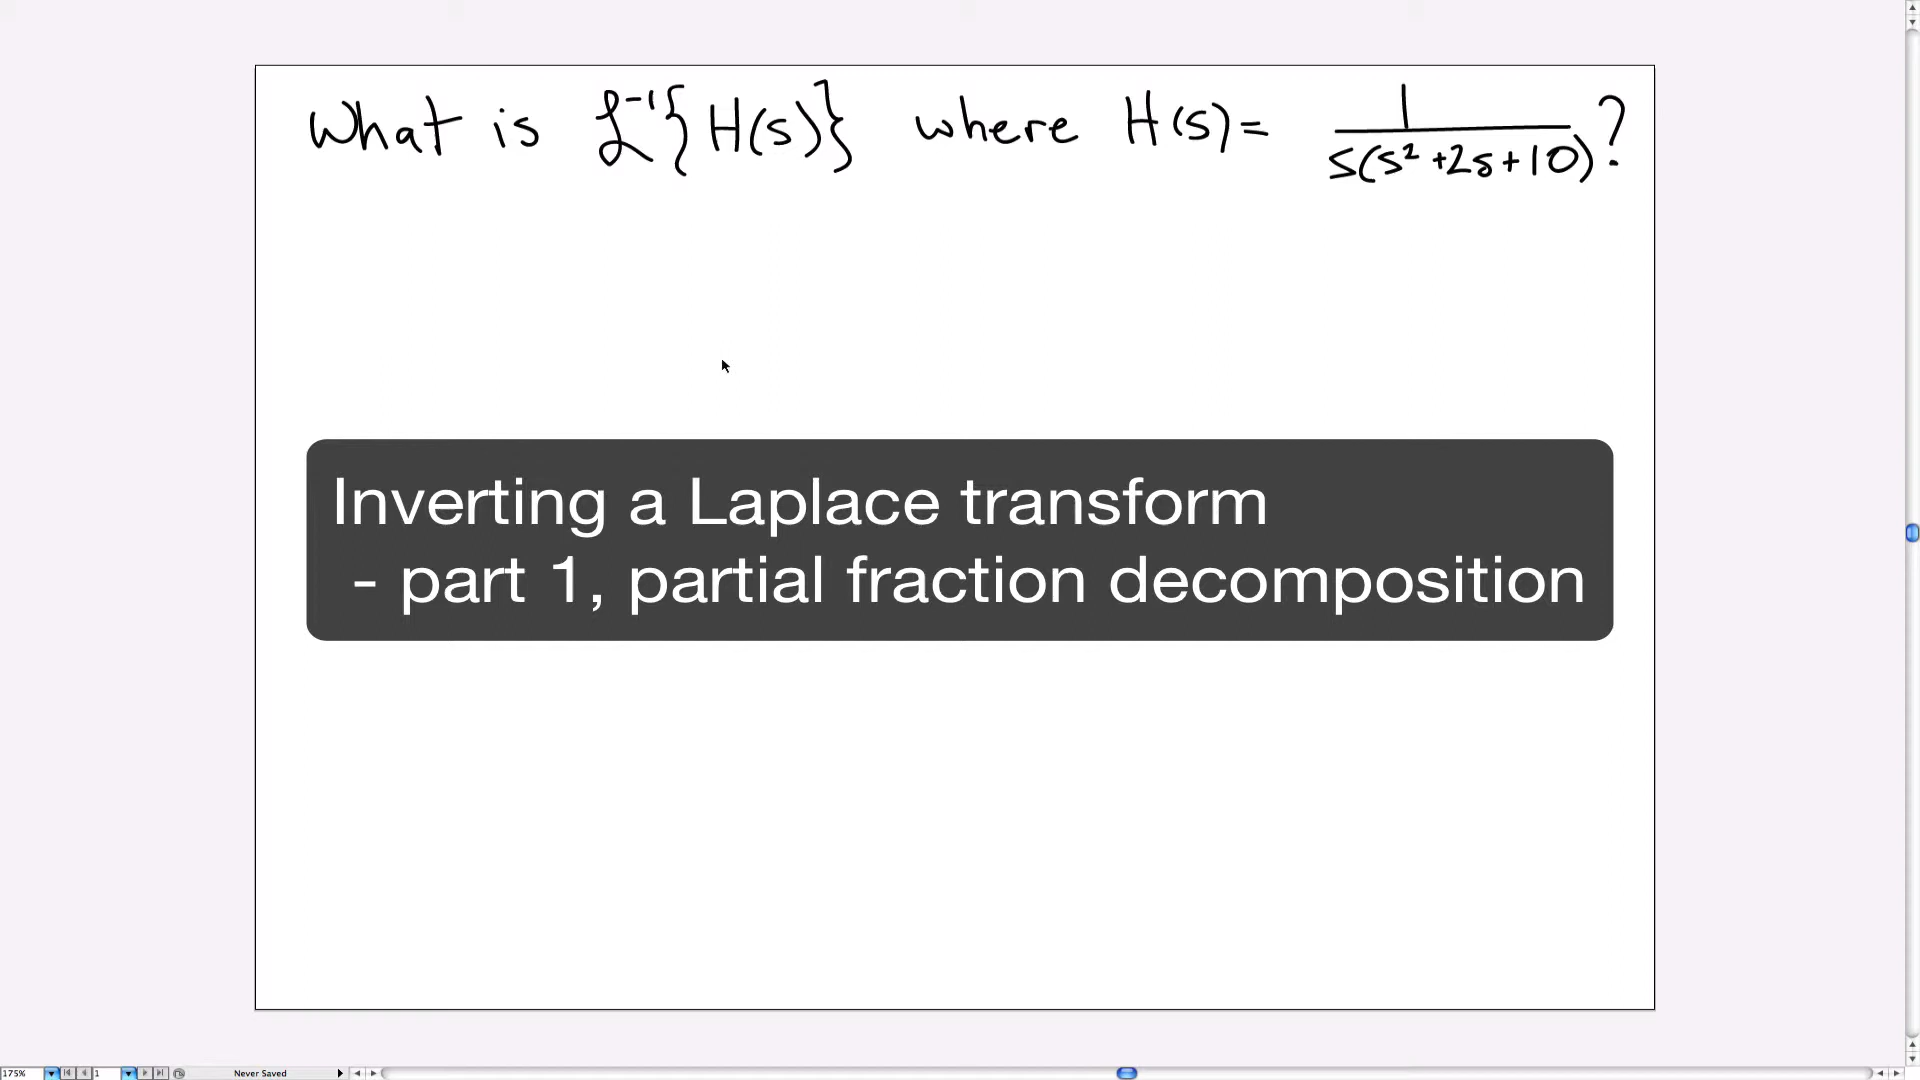 What is ℒ⁻¹{H(s)} where H(s) = 1/(s(s²+2s+10))?
Inverting a Laplace transform
- part 1, partial fraction decomposition
175% 1 Never Saved